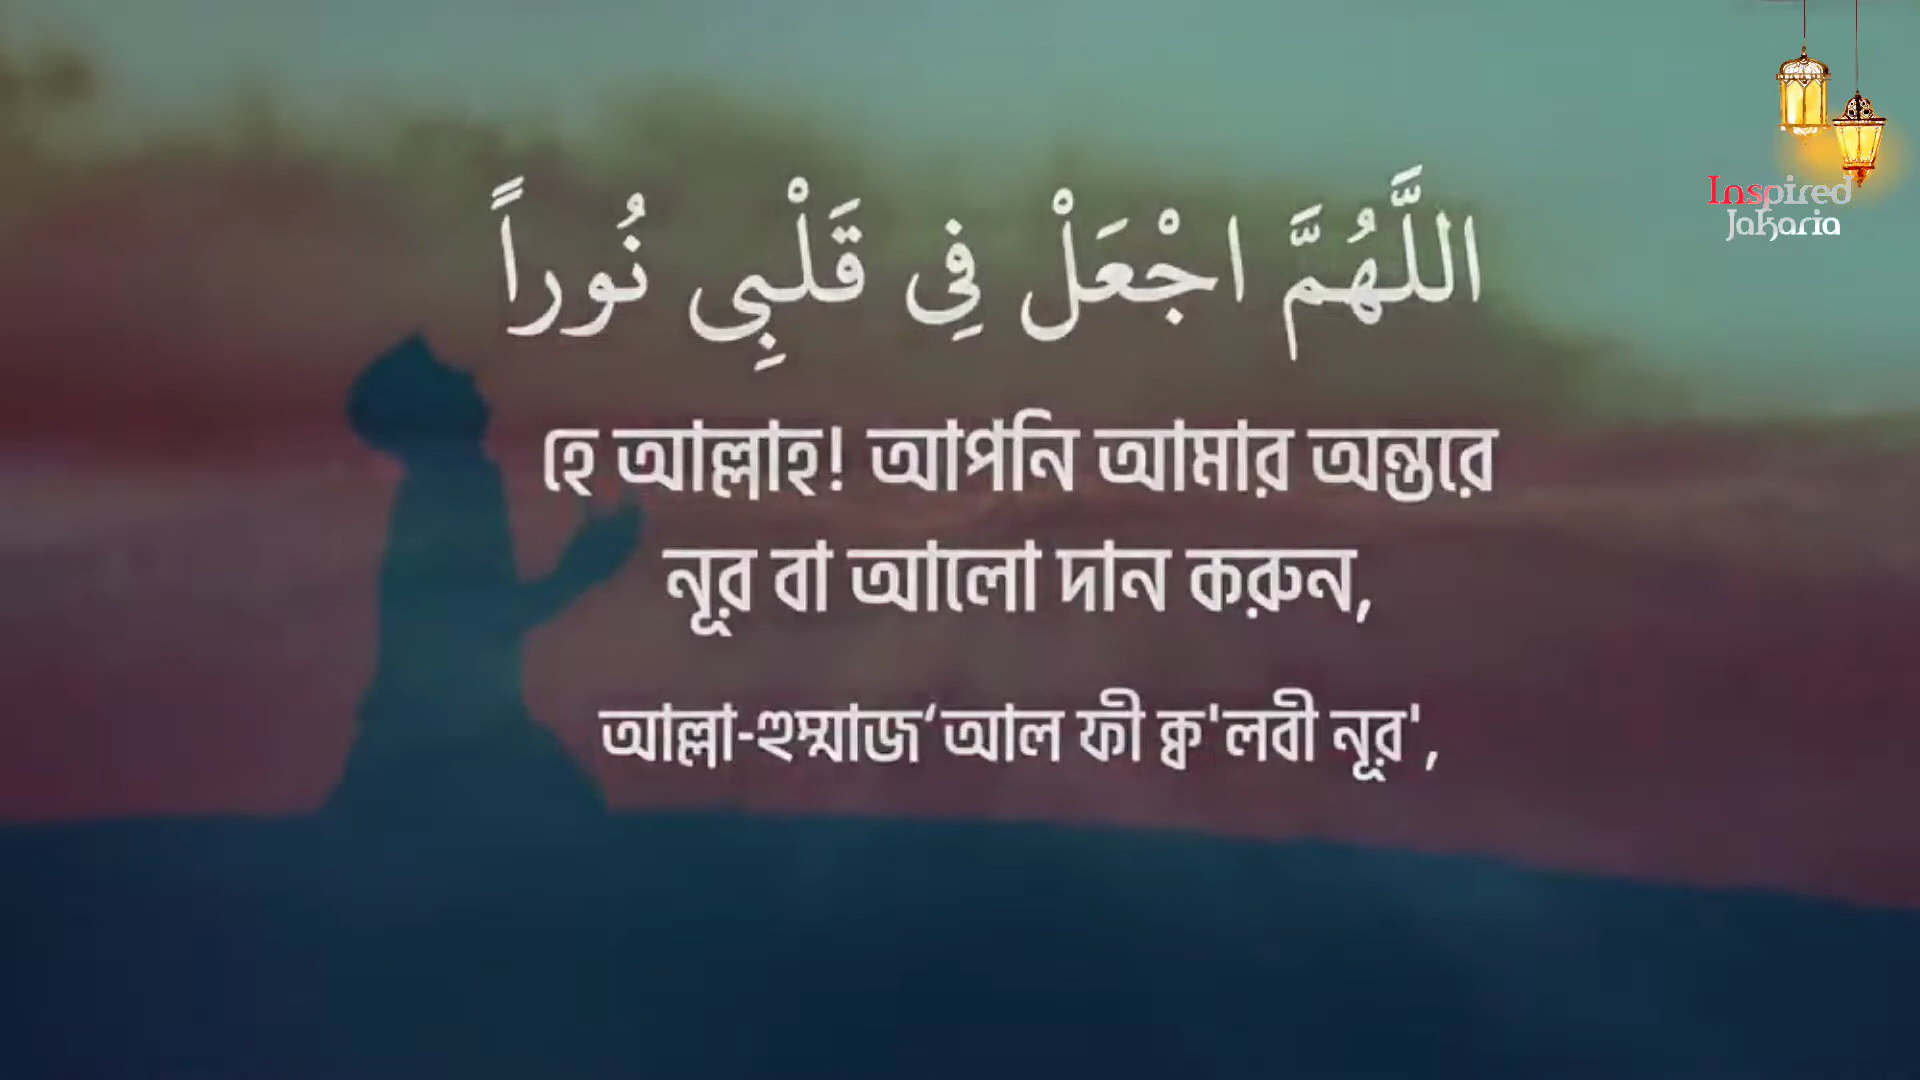 اللَّهُمَّ اجْعَلْ فِي قَلْبِي نُوراً
হে আল্লাহ! আপনি আমার অন্তরে
নূর বা আলো দান করুন,
আল্লা-হুম্মাজ‘আল ফী ক্ব'লবী নূর',
Inspired
Jakaria